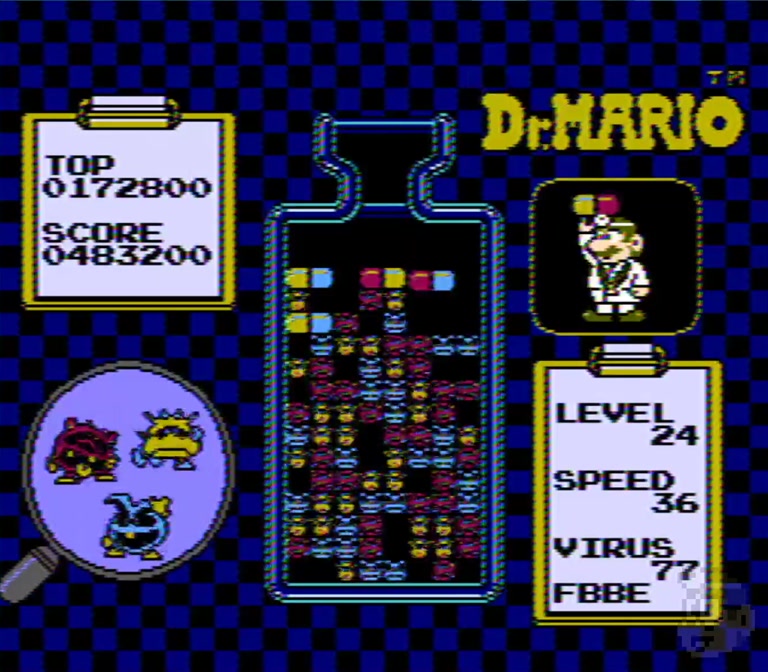 TM
Dr.MARIO
TOP
0172800
SCORE
0483200
LEVEL
24
SPEED
36
VIRUS
77
FBBE